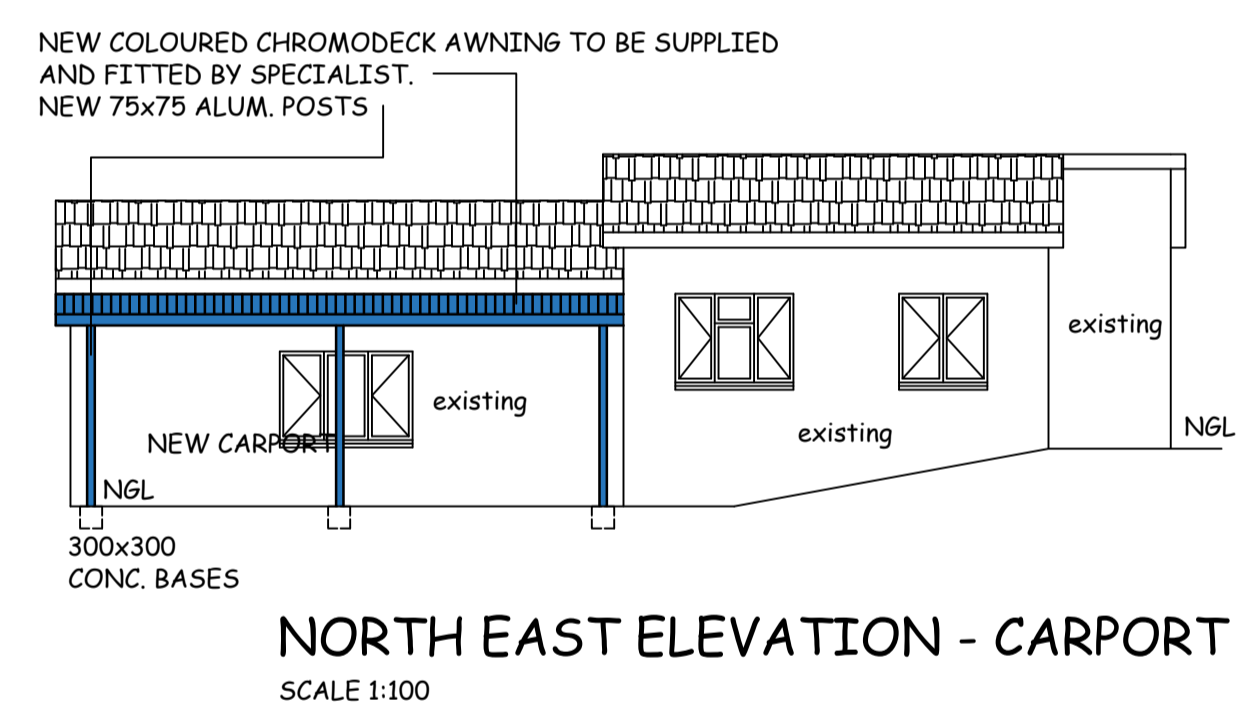 NEW COLOURED CHROMODECK AWNING TO BE SUPPLIED
AND FITTED BY SPECIALIST.
NEW 75x75 ALUM. POSTS
existing
existing
existing
NGL
NEW CARPORT
NGL
300x300
CONC. BASES
NORTH EAST ELEVATION - CARPORT
SCALE 1:100